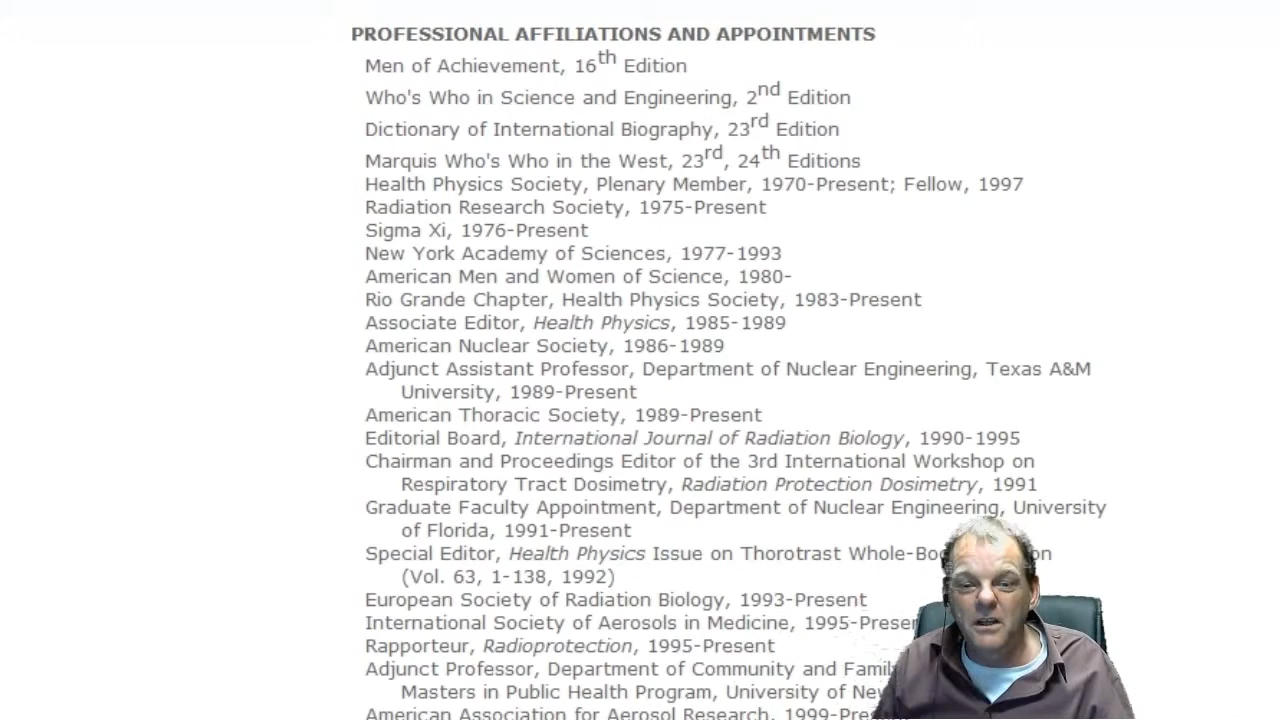 PROFESSIONAL AFFILIATIONS AND APPOINTMENTS
Men of Achievement, 16th Edition
Who's Who in Science and Engineering, 2nd Edition
Dictionary of International Biography, 23rd Edition
Marquis Who's Who in the West, 23rd, 24th Editions
Health Physics Society, Plenary Member, 1970-Present; Fellow, 1997
Radiation Research Society, 1975-Present
Sigma Xi, 1976-Present
New York Academy of Sciences, 1977-1993
American Men and Women of Science, 1980-
Rio Grande Chapter, Health Physics Society, 1983-Present
Associate Editor, Health Physics, 1985-1989
American Nuclear Society, 1986-1989
Adjunct Assistant Professor, Department of Nuclear Engineering, Texas A&M
University, 1989-Present
American Thoracic Society, 1989-Present
Editorial Board, International Journal of Radiation Biology, 1990-1995
Chairman and Proceedings Editor of the 3rd International Workshop on
Respiratory Tract Dosimetry, Radiation Protection Dosimetry, 1991
Graduate Faculty Appointment, Department of Nuclear Engineering, University
of Florida, 1991-Present
Special Editor, Health Physics Issue on Thorotrast
(Vol. 63, 1-138, 1992)
European Society of Radiation Biology, 1993-Present
International Society of Aerosols in Medicine,
Rapporteur, Radioprotection, 1995-Present
Adjunct Professor, Department of Community and
Masters in Public Health Program, University of
American Association for Aerosol Research,